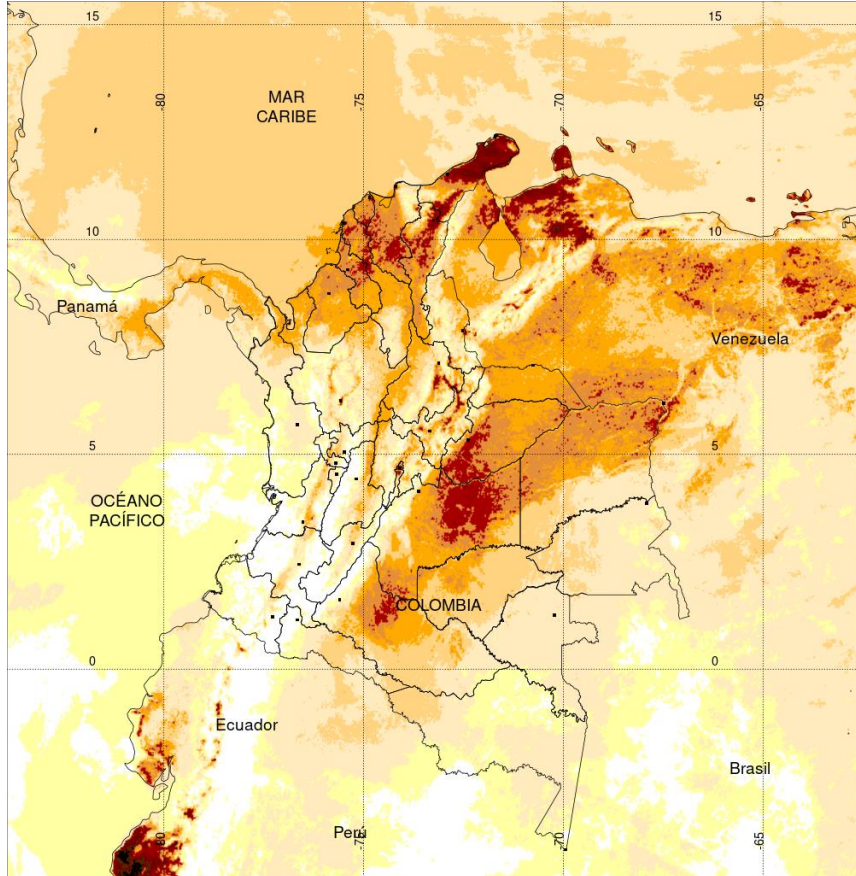 15
15
-80
-75
-70
-65
MAR
CARIBE
10
10
Panamá
Venezuela
5
5
OCÉANO
PACÍFICO
COLOMBIA
0
0
Ecuador
Brasil
Perú
-80
-75
-70
-65